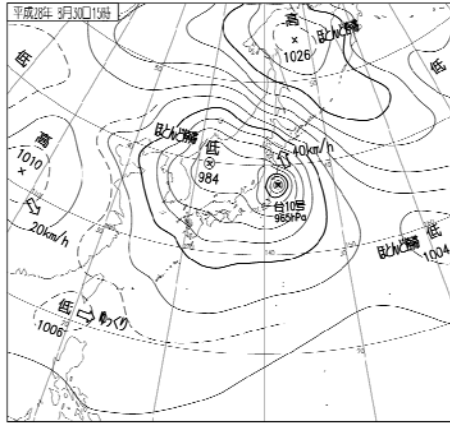 平成28年 8月30日15時
高
1026
ほとんど停滞
低
低
ほとんど停滞
低
984
40km/h
台10号
965hPa
高
1010
20km/h
ほとんど停滞
低
1004
低
1006
ゆっくり